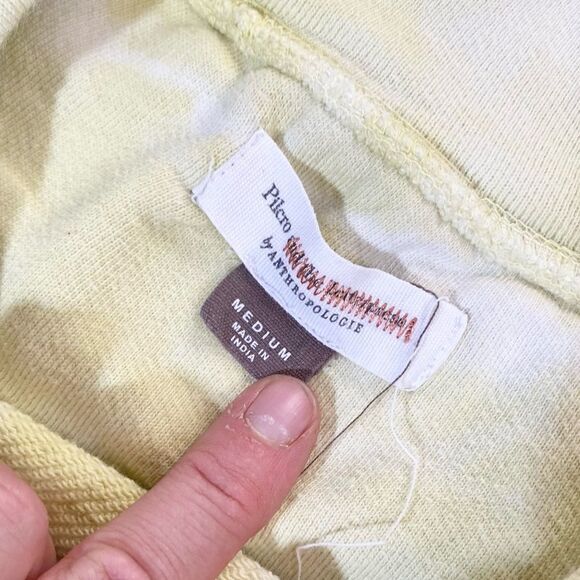 Pilcro
by ANTHROPOLOGIE
MEDIUM
MADE IN
INDIA